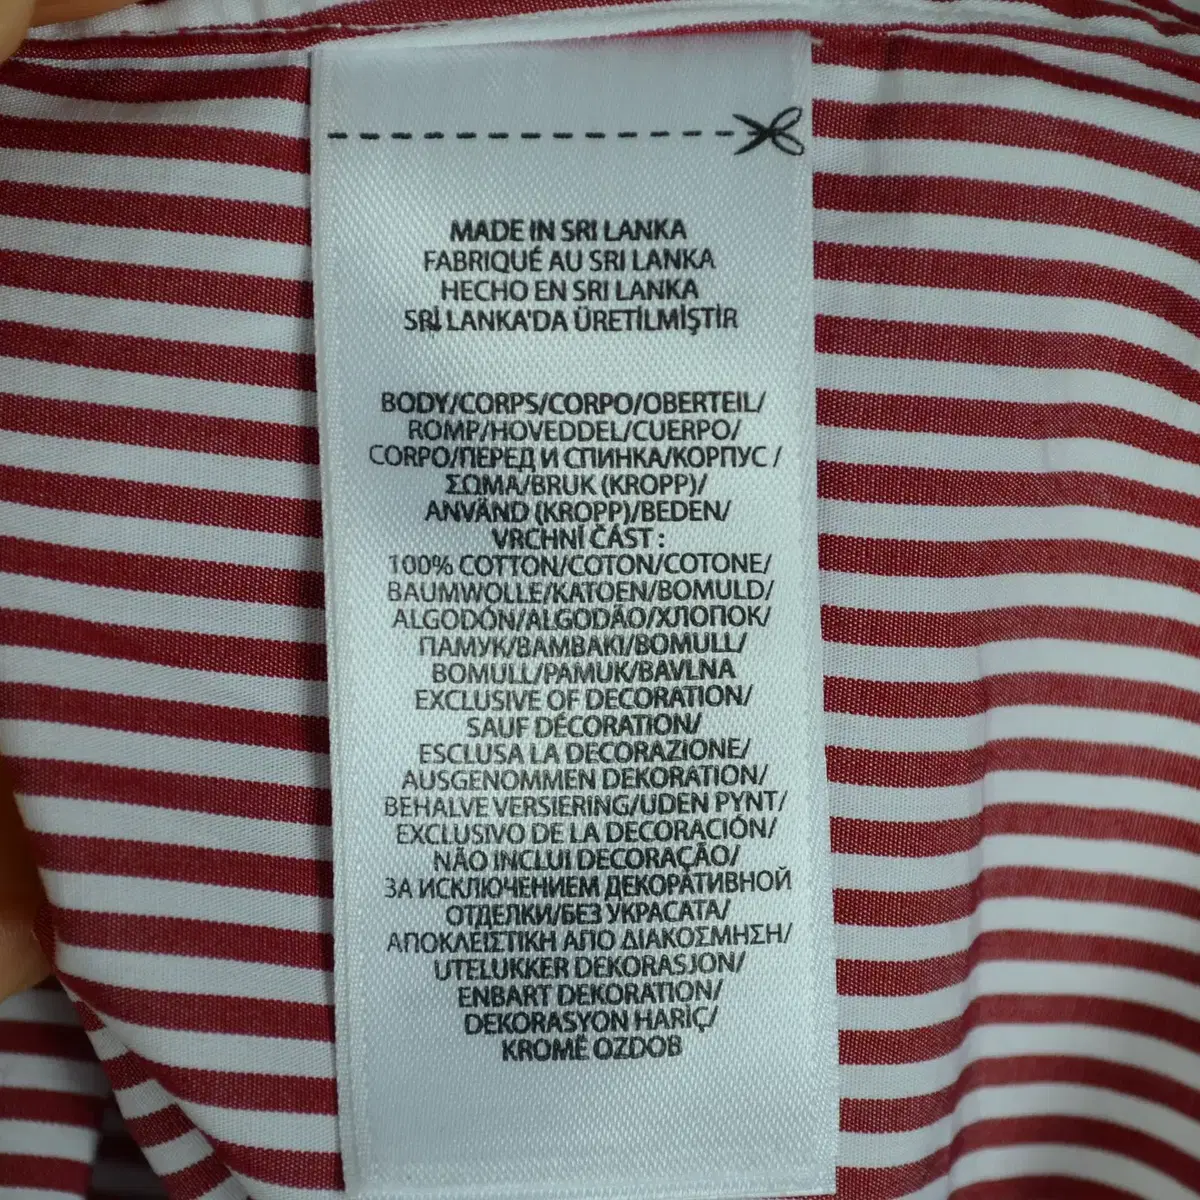 MADE IN SRI LANKA
FABRIQUÉ AU SRI LANKA
HECHO EN SRI LANKA
SRİ LANKA'DA ÜRETİLMİŞTİR
BODY/CORPS/CORPO/OBERTEIL/
ROMP/HOVEDDEL/CUERPO/
CORPO/ПЕРЕД И СПИНКА/КОРПУС /
ΣΩΜΑ/BRUK (KROPP)/
ANVÄND (KROPP)/BEDEN/
VRCHNÍ ČÁST :
100% COTTON/COTON/COTONE/
BAUMWOLLE/KATOEN/BOMULD/
ALGODÓN/ALGODÃO/ХЛОПОК/
ПАМУК/ΒΑΜΒΑΚΙ/BOMULL/
BOMULL/PAMUK/BAVLNA
EXCLUSIVE OF DECORATION/
SAUF DÉCORATION/
ESCLUSA LA DECORAZIONE/
AUSGENOMMEN DEKORATION/
BEHALVE VERSIERING/UDEN PYNT/
EXCLUSIVO DE LA DECORACIÓN/
NÃO INCLUI DECORAÇÃO/
ЗА ИСКЛЮЧЕНИЕМ ДЕКОРАТИВНОЙ
ОТДЕЛКИ/БЕЗ УКРАСАТА/
ΑΠΟΚΛΕΙΣΤΙΚΗ ΑΠΟ ΔΙΑΚΟΣΜΗΣΗ/
UTELUKKER DEKORASJON/
ENBART DEKORATION/
DEKORASYON HARİÇ/
KROMĚ OZDOB